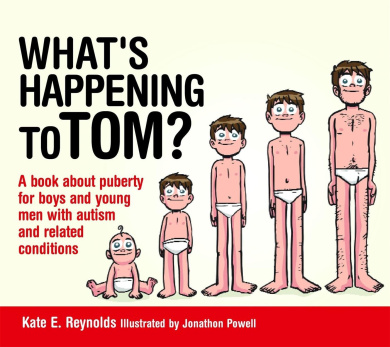 WHAT'S
HAPPENING
TO TOM?
A book about puberty
for boys and young
men with autism
and related
conditions
Kate E. Reynolds Illustrated by Jonathon Powell